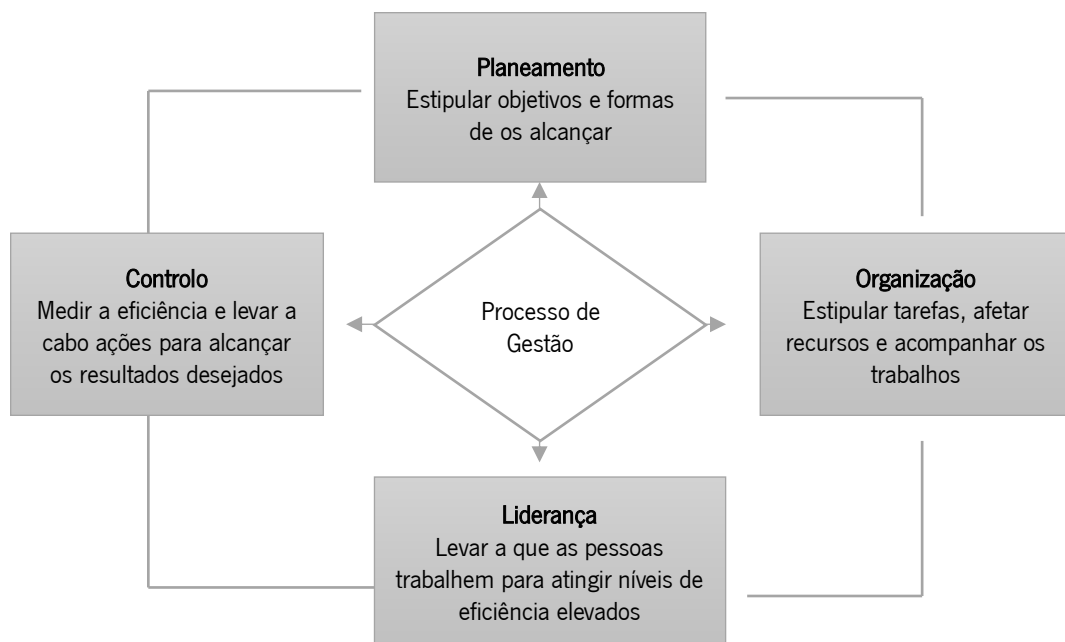 Planeamento
Estipular objetivos e formas
de os alcançar
Controlo
Medir a eficiência e levar a
cabo ações para alcançar
os resultados desejados
Processo de
Gestão
Organização
Estipular tarefas, afetar
recursos e acompanhar os
trabalhos
Liderança
Levar a que as pessoas
trabalhem para atingir níveis de
eficiência elevados